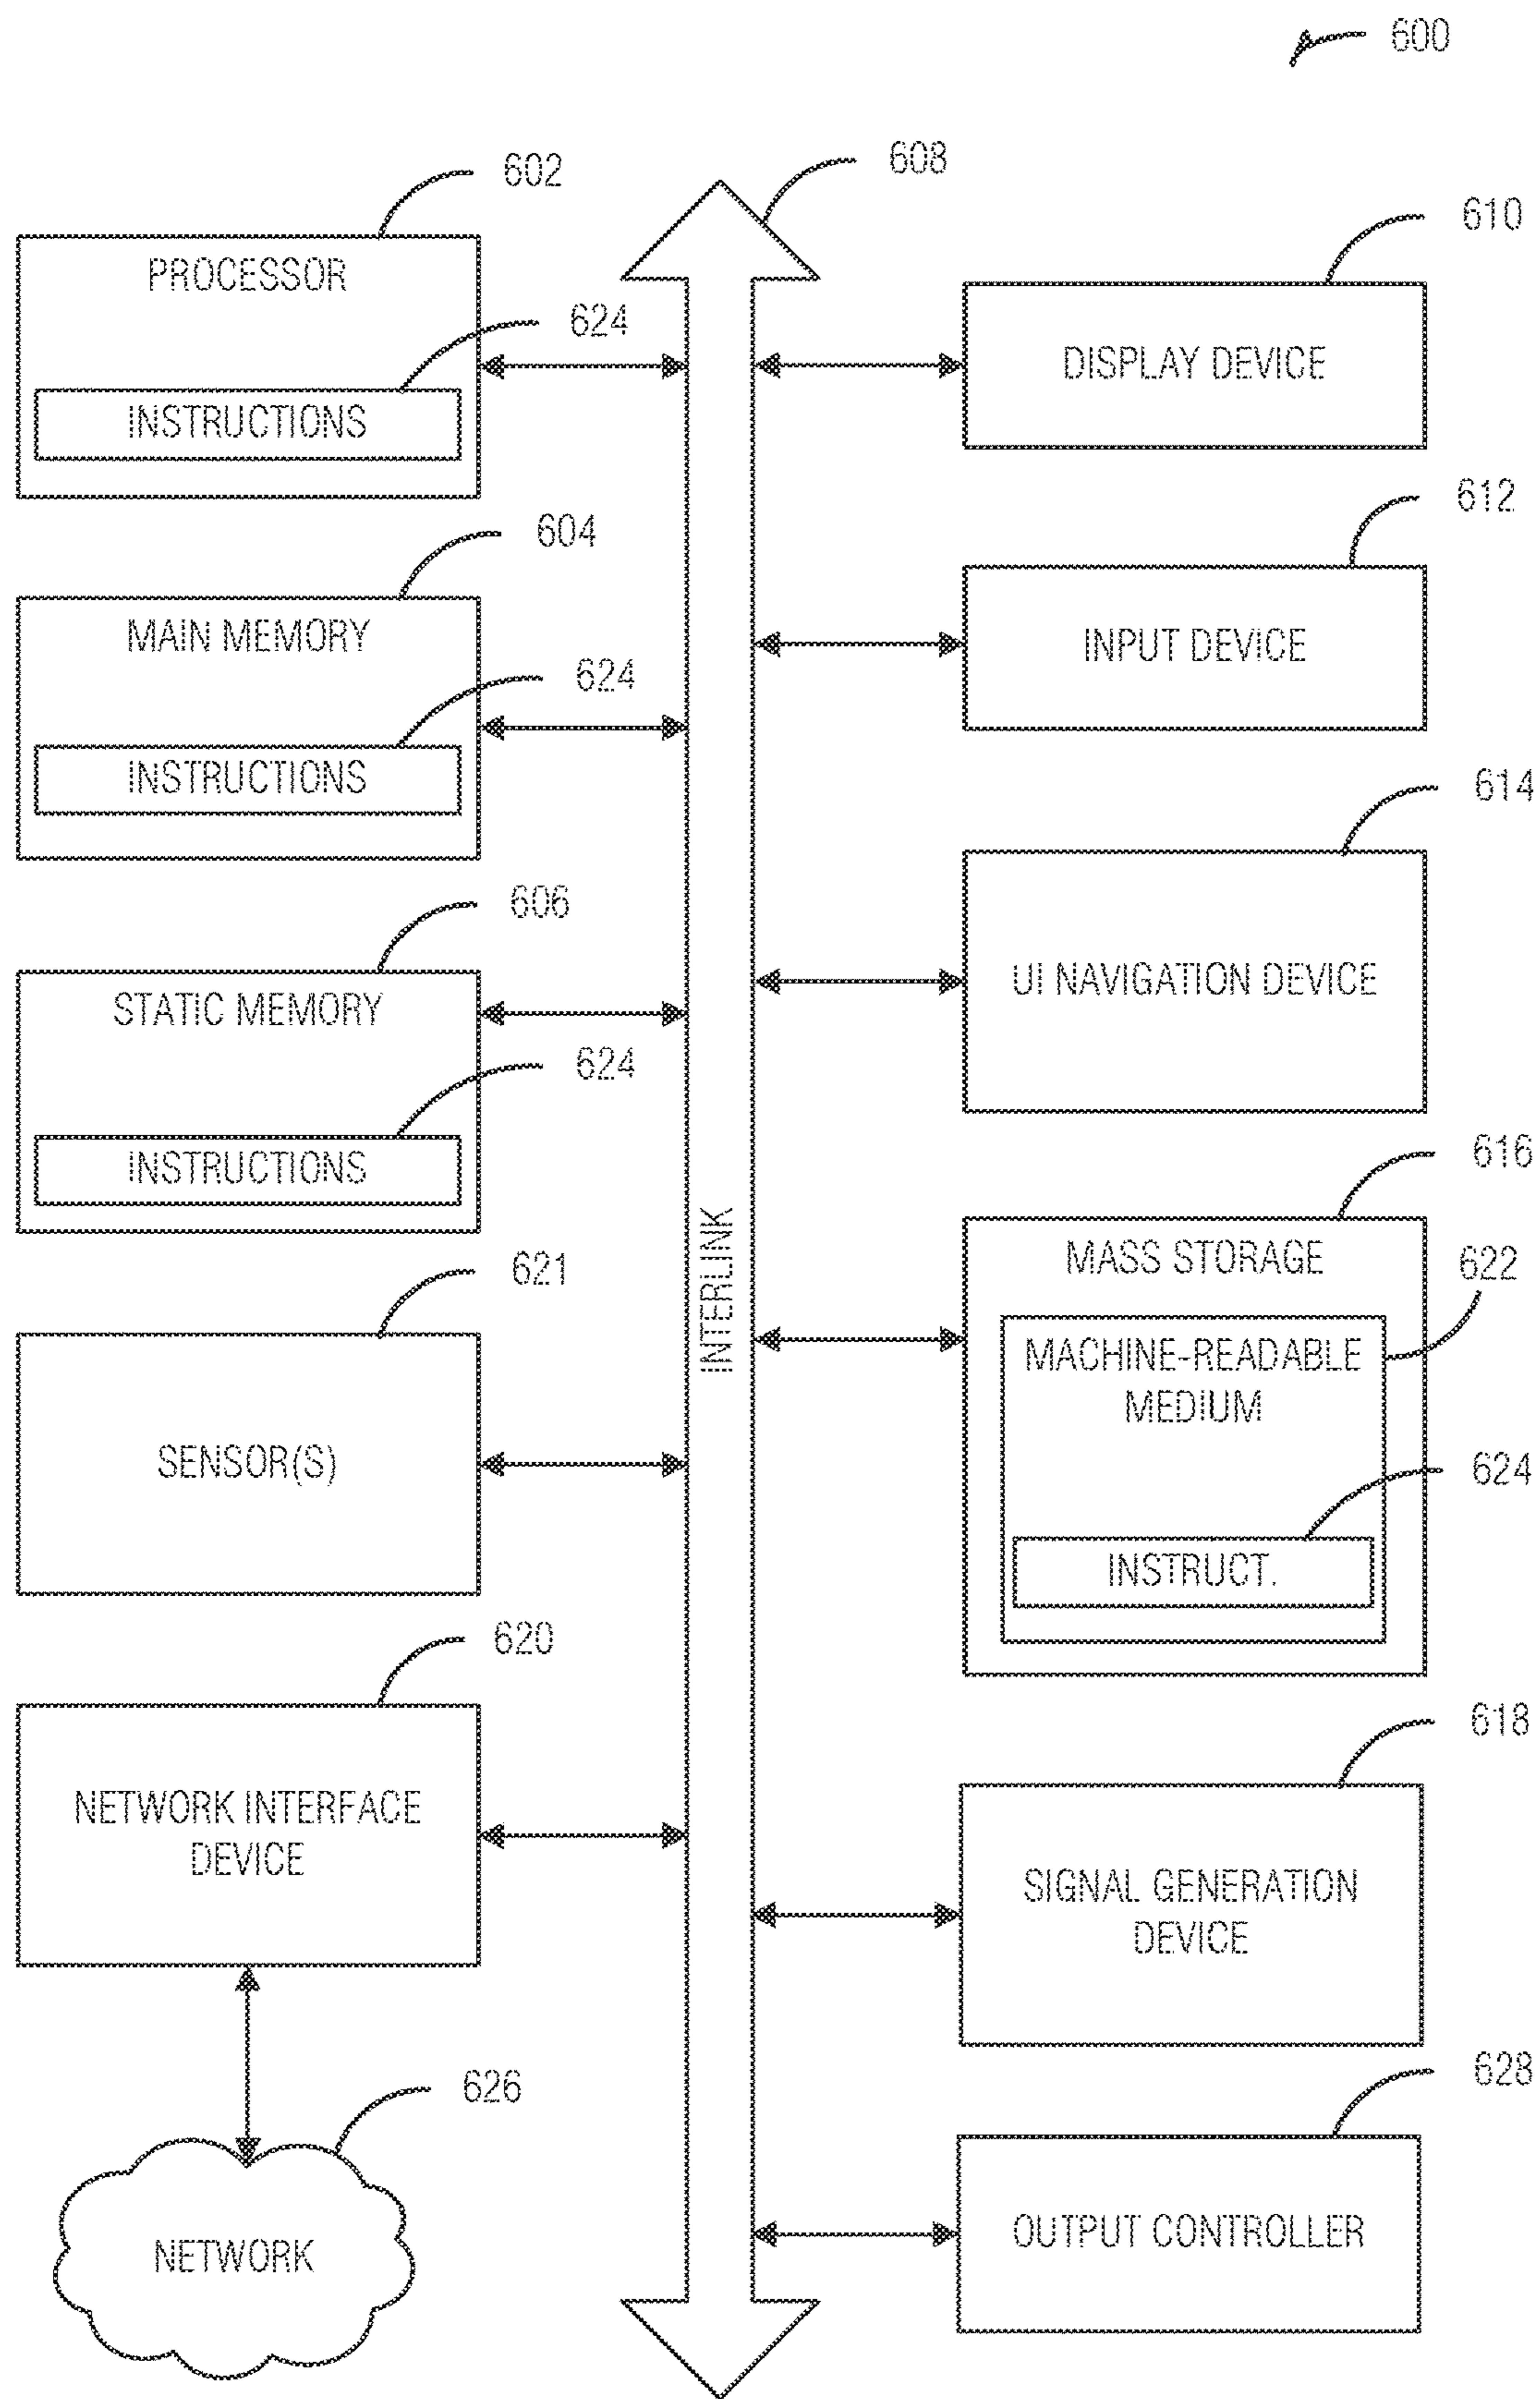 600
608
602
PROCESSOR
624
INSTRUCTIONS
604
MAIN MEMORY
624
INSTRUCTIONS
606
STATIC MEMORY
624
INSTRUCTIONS
621
SENSOR(S)
620
NETWORK INTERFACE
DEVICE
626
NETWORK
INTERLINK
610
DISPLAY DEVICE
612
INPUT DEVICE
614
UI NAVIGATION DEVICE
616
MASS STORAGE
622
MACHINE-READABLE
MEDIUM
624
INSTRUCT.
618
SIGNAL GENERATION
DEVICE
628
OUTPUT CONTROLLER